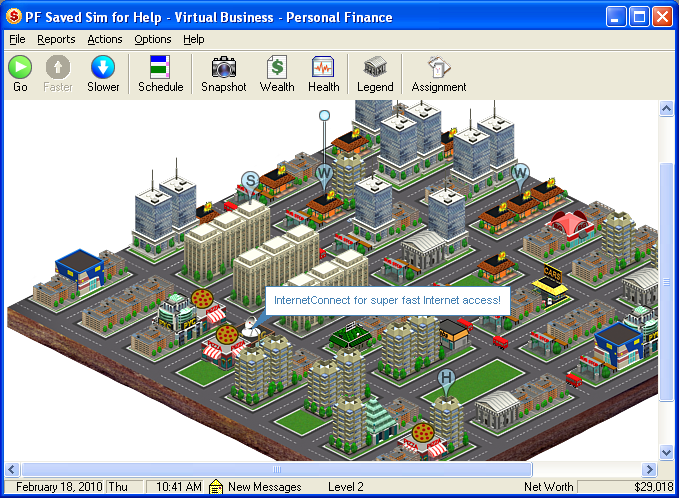 PF Saved Sim for Help - Virtual Business - Personal Finance
File Reports Actions Options Help
Go Faster Slower Schedule Snapshot Wealth Health Legend Assignment
W
S
W
CARS
InternetConnect for super fast Internet access!
H
February 18, 2010 Thu 10:41 AM New Messages Level 2 Net Worth $29,018